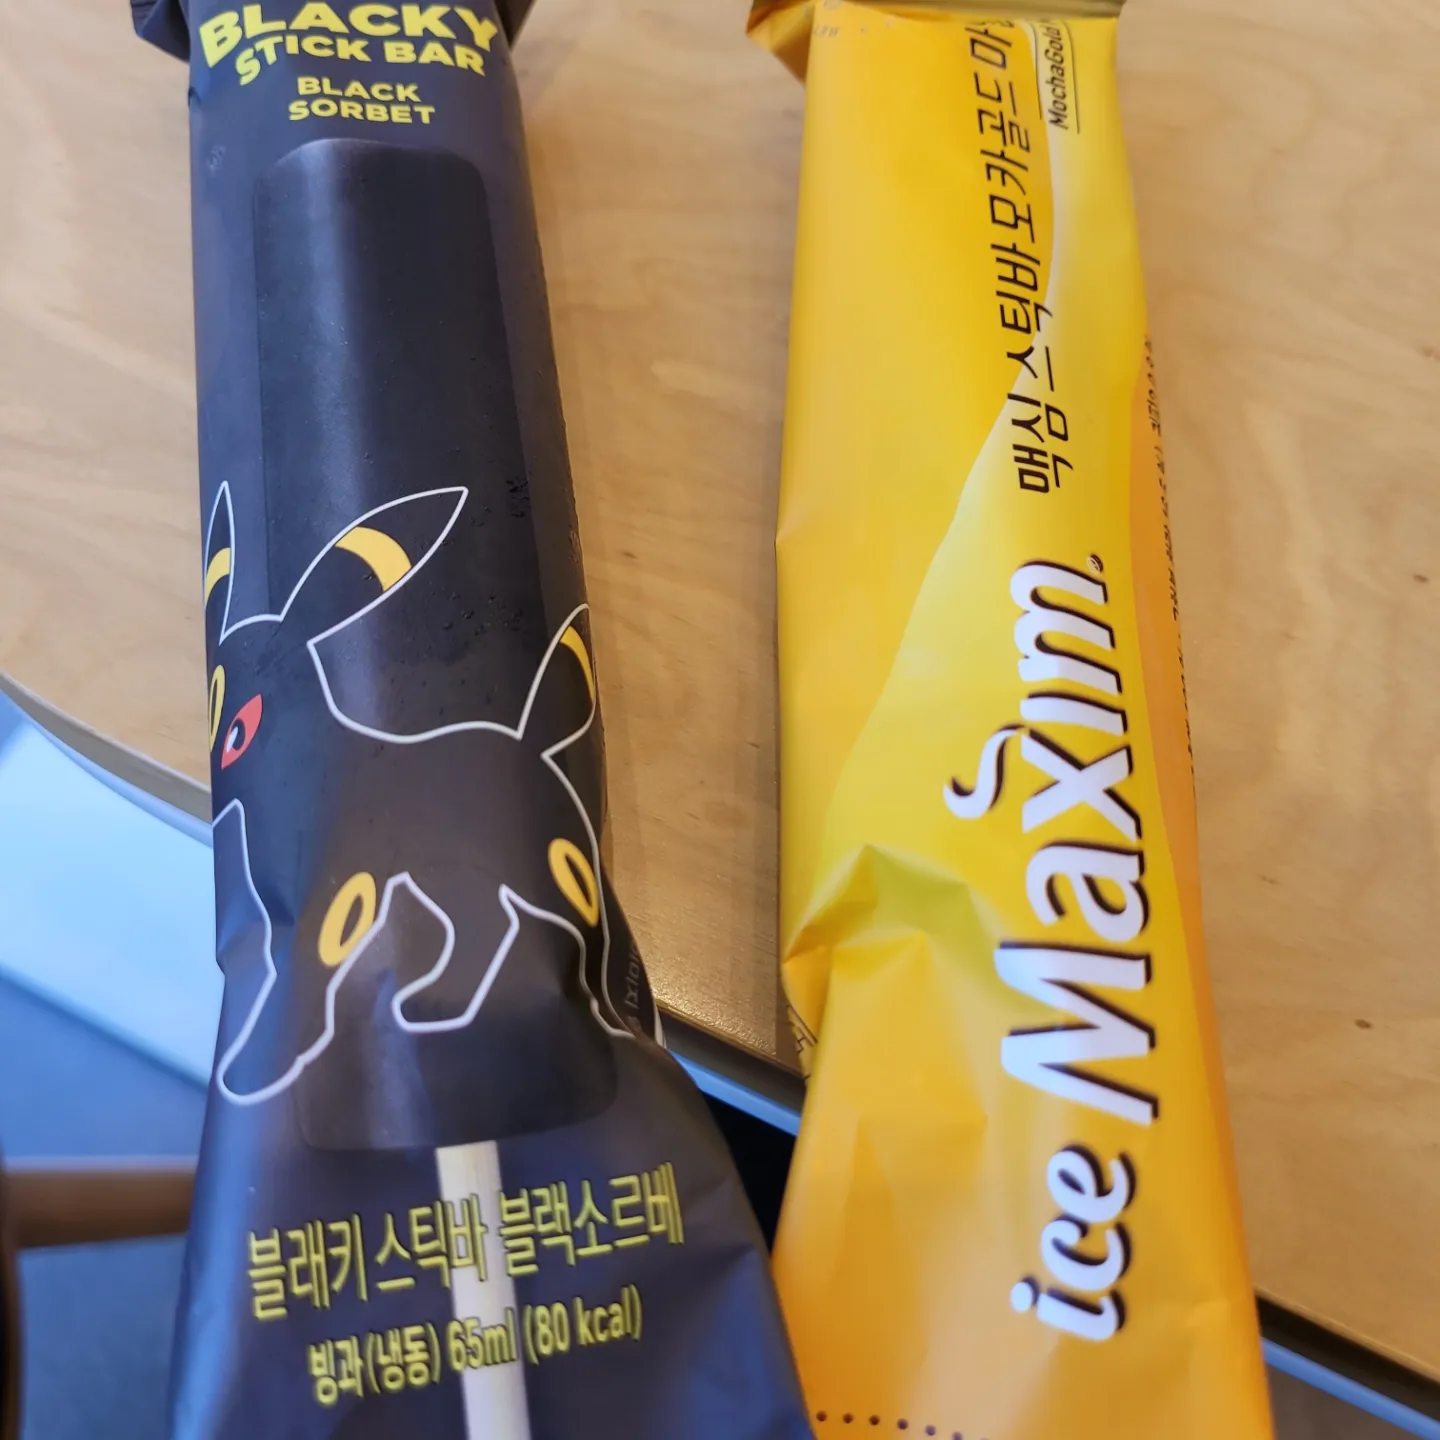 BLACKY
STICK BAR
BLACK
SORBET
블래키 스틱바 블랙소르베
빙과(냉동) 65ml (80 kcal)
ice Maxim
맥심 스틱바 모카골드 마
MochaGold